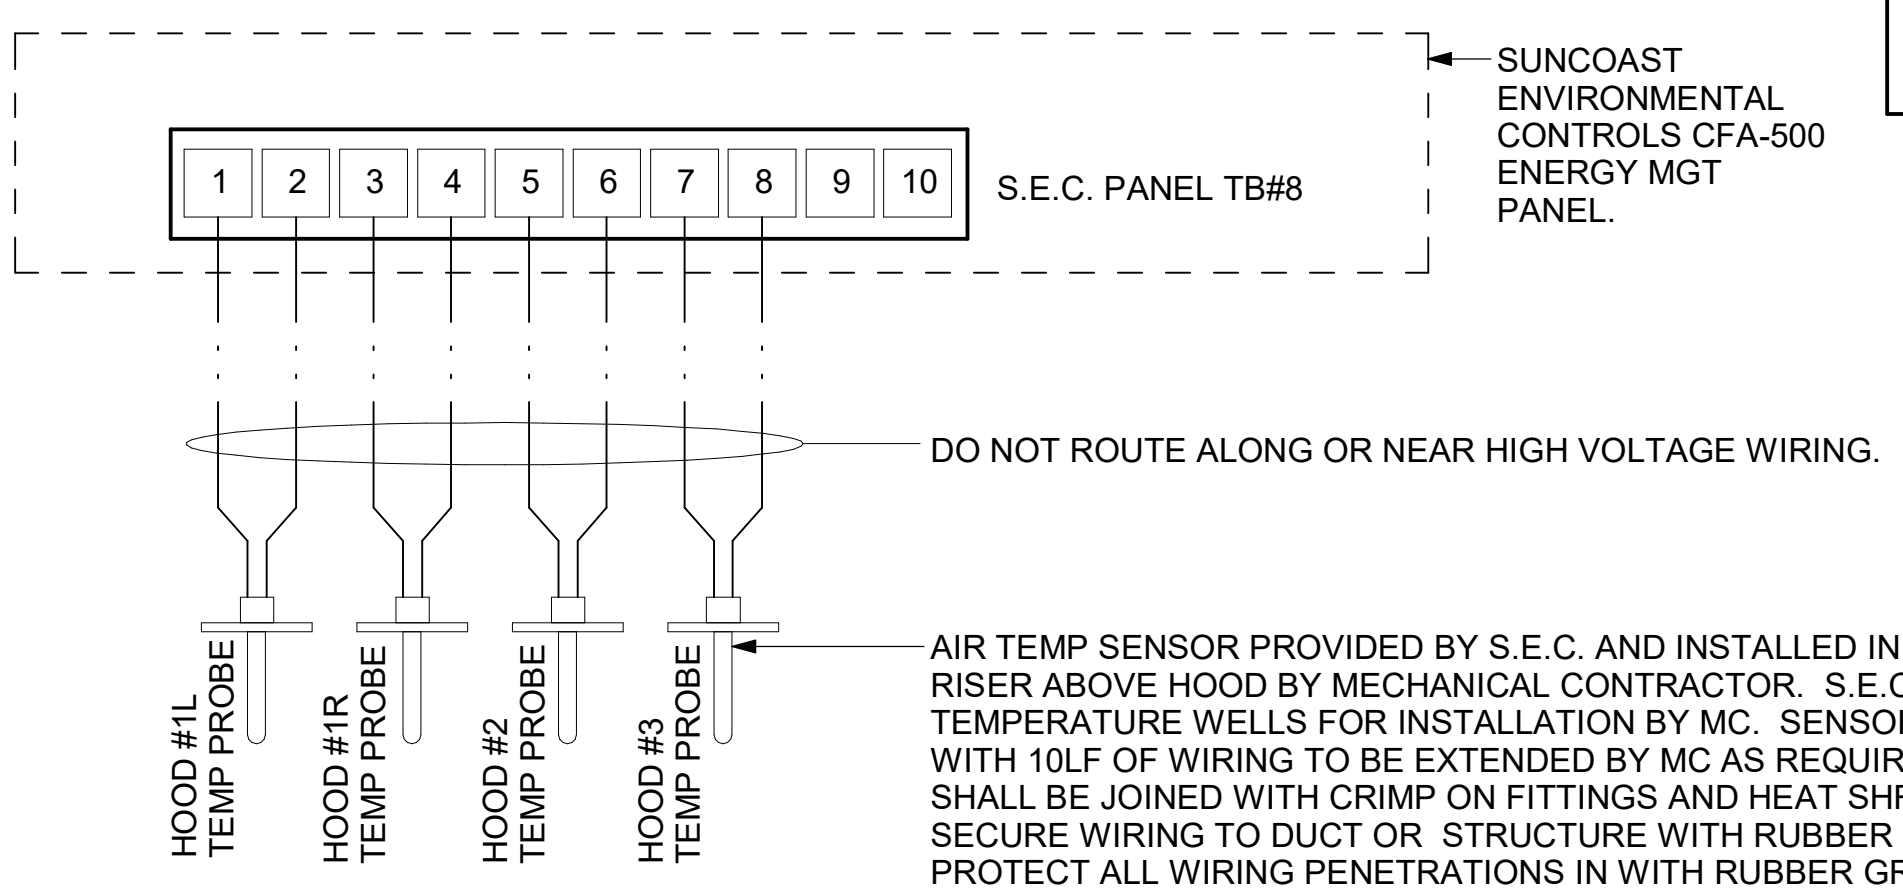 SUNCOAST
ENVIRONMENTAL
CONTROLS CFA-500
ENERGY MGT
PANEL.
1 2 3 4 5 6 7 8 9 10
S.E.C. PANEL TB#8
DO NOT ROUTE ALONG OR NEAR HIGH VOLTAGE WIRING.
HOOD #1L
TEMP PROBE
HOOD #1R
TEMP PROBE
HOOD #2
TEMP PROBE
HOOD #3
TEMP PROBE
AIR TEMP SENSOR PROVIDED BY S.E.C. AND INSTALLED IN
RISER ABOVE HOOD BY MECHANICAL CONTRACTOR. S.E.C
TEMPERATURE WELLS FOR INSTALLATION BY MC. SENSO
WITH 10LF OF WIRING TO BE EXTENDED BY MC AS REQUIR
SHALL BE JOINED WITH CRIMP ON FITTINGS AND HEAT SH
SECURE WIRING TO DUCT OR STRUCTURE WITH RUBBER
PROTECT ALL WIRING PENETRATIONS IN WITH RUBBER G